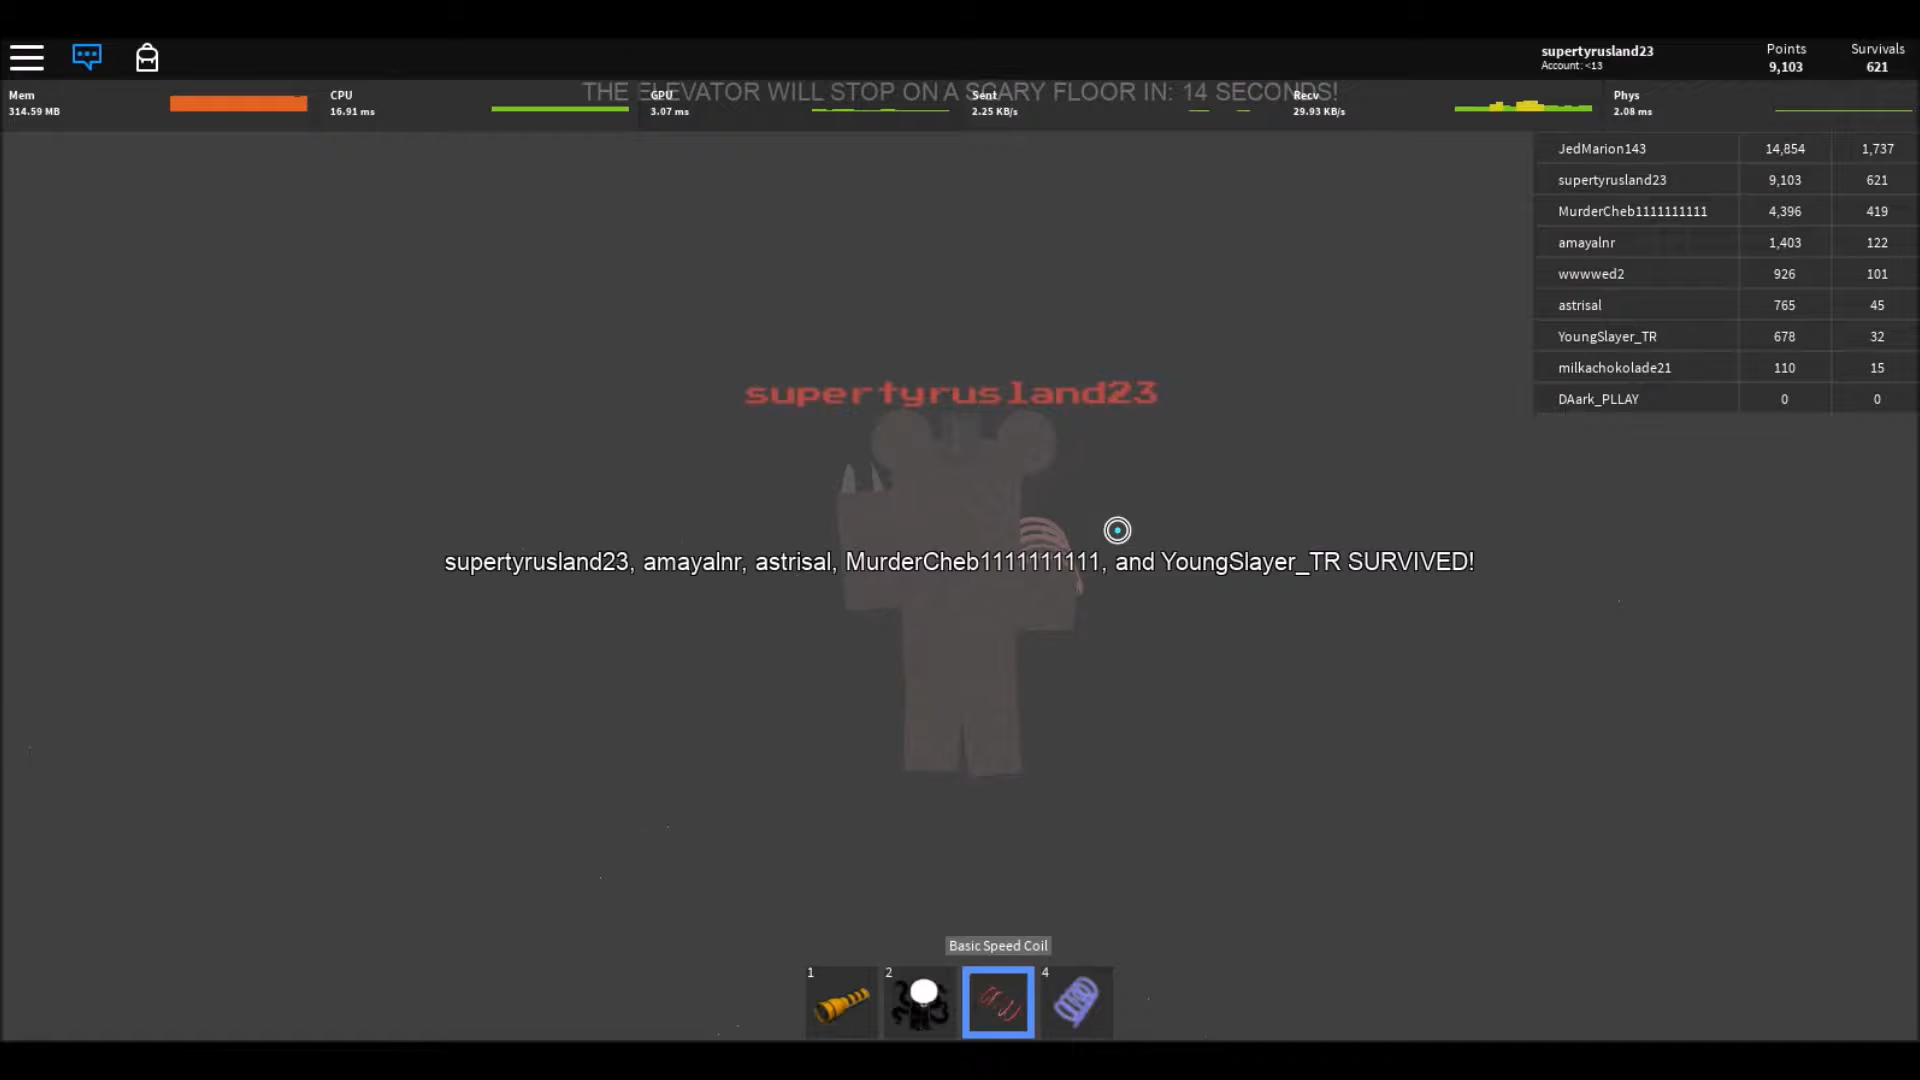 supertyrusland23 Points Survivals
Account: <13 9,103 621
THE ELEVATOR WILL STOP ON A SCARY FLOOR IN: 14 SECONDS!
Mem CPU GPU Sent Recv Phys
314.59 MB 16.91 ms 3.07 ms 2.25 KB/s 29.93 KB/s 2.08 ms
JedMarion143 14,854 1,737
supertyrusland23 9,103 621
MurderCheb1111111111 4,396 419
amayalnr 1,403 122
wwwwed2 926 101
astrisal 765 45
YoungSlayer_TR 678 32
milkachokolade21 110 15
DAark_PLLAY 0 0
supertyrusland23
supertyrusland23, amayalnr, astrisal, MurderCheb1111111111, and YoungSlayer_TR SURVIVED!
Basic Speed Coil
1 2 4